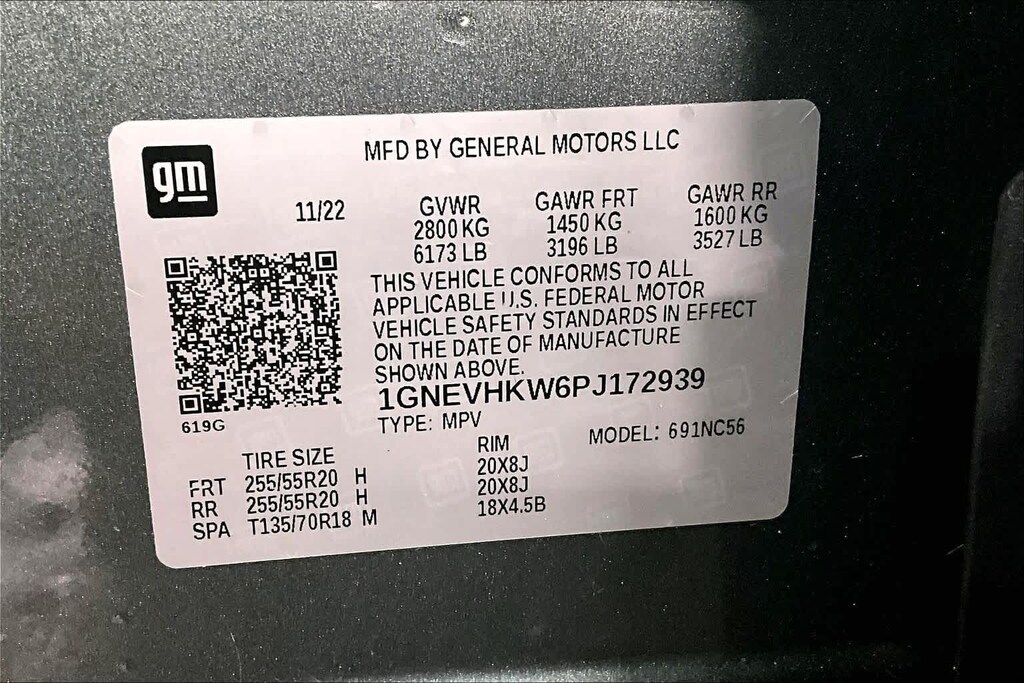 MFD BY GENERAL MOTORS LLC
gm
11/22 GVWR GAWR FRT GAWR RR
2800 KG 1450 KG 1600 KG
6173 LB 3196 LB 3527 LB
THIS VEHICLE CONFORMS TO ALL
APPLICABLE U.S. FEDERAL MOTOR
VEHICLE SAFETY STANDARDS IN EFFECT
ON THE DATE OF MANUFACTURE
SHOWN ABOVE.
1GNEVHKW6PJ172939
619G
TYPE: MPV MODEL: 691NC56
TIRE SIZE RIM
FRT 255/55R20 H 20X8J
RR 255/55R20 H 20X8J
SPA T135/70R18 M 18X4.5B